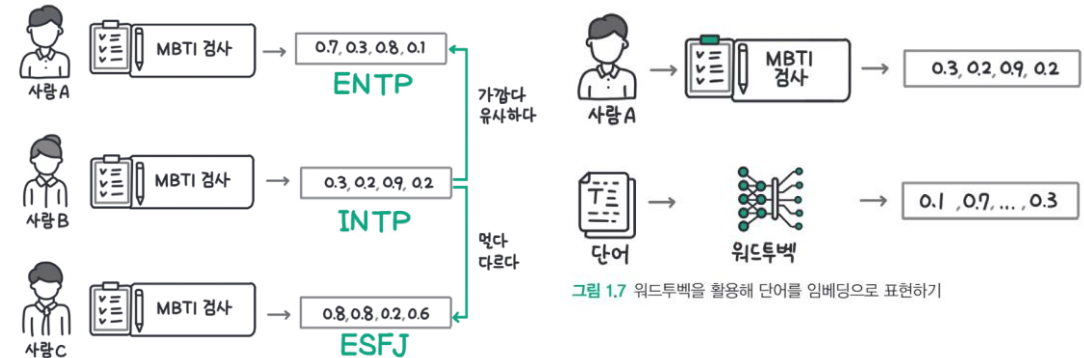 MBTI 검사
0.7, 0.3, 0.8, 0.1
사람A
ENTP
가깝다
유사하다
MBTI 검사
0.3, 0.2, 0.9, 0.2
사람B
INTP
멀다
다르다
MBTI 검사
0.8, 0.8, 0.2, 0.6
사람C
ESFJ
MBTI
검사
0.3, 0.2, 0.9, 0.2
사람A
T
0.1 , 0.7, ... , 0.3
단어
워드투벡
그림 1.7 워드투벡을 활용해 단어를 임베딩으로 표현하기